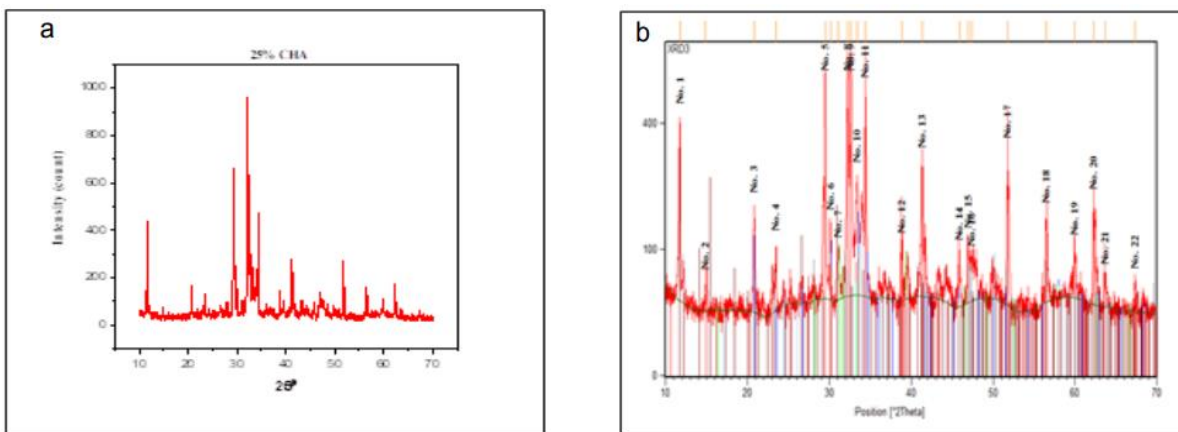 a
25% CHA
1000
800
600
400
200
0
Intensity (count)
10 20 30 40 50 60 70
2θ°
b
XRD3
400
100
0
No. 1
No. 2
No. 3
No. 4
No. 5
No. 6
No. 7
No. 10
No. 11
No. 12
No. 13
No. 14
No. 15
No. 16
No. 17
No. 18
No. 19
No. 20
No. 21
No. 22
10 20 30 40 50 60 70
Position [°2Theta]